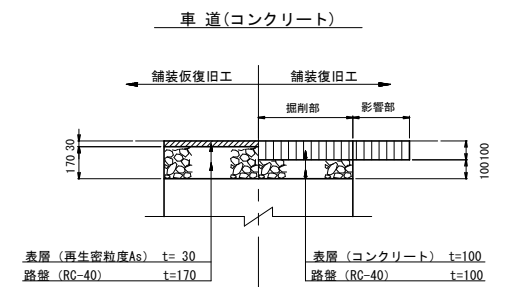 車 道(コンクリート)
舗装仮復旧工 舗装復旧工
掘削部 影響部
170 30
100 100
表層 (再生密粒度As) t= 30
路盤 (RC-40) t=170
表層 (コンクリート) t=100
路盤 (RC-40) t=100